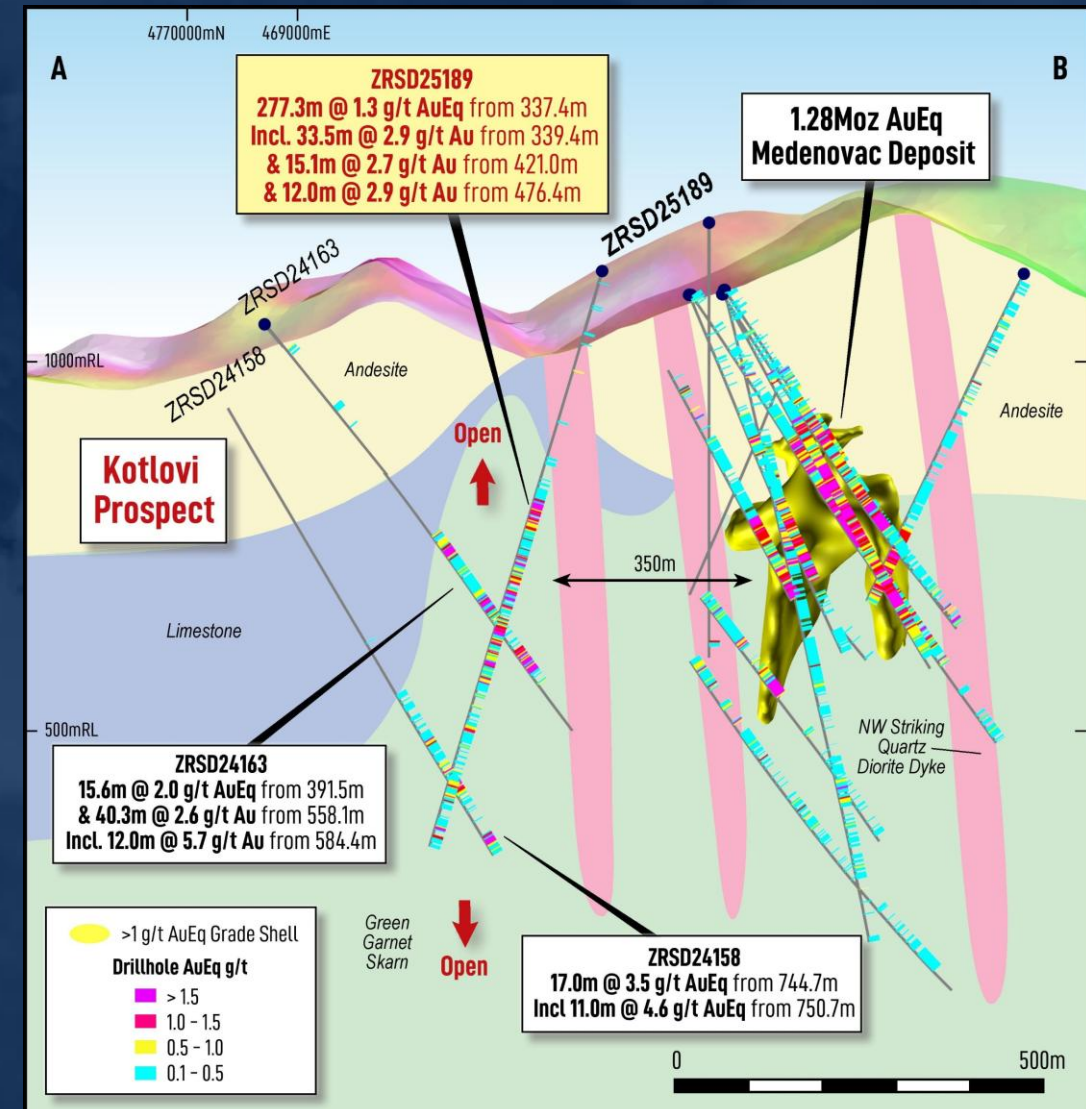 4770000mN
469000mE
A
B
ZRSD25189
277.3m @ 1.3 g/t AuEq from 337.4m
Incl. 33.5m @ 2.9 g/t Au from 339.4m
& 15.1m @ 2.7 g/t Au from 421.0m
& 12.0m @ 2.9 g/t Au from 476.4m
1.28Moz AuEq
Medenovac Deposit
ZRSD25189
ZRSD24163
ZRSD24158
1000mRL
Andesite
Andesite
Open
Kotlovi
Prospect
350m
Limestone
500mRL
NW Striking
Quartz
Diorite Dyke
ZRSD24163
15.6m @ 2.0 g/t AuEq from 391.5m
& 40.3m @ 2.6 g/t Au from 558.1m
Incl. 12.0m @ 5.7 g/t Au from 584.4m
Green
Garnet
Skarn
Open
ZRSD24158
17.0m @ 3.5 g/t AuEq from 744.7m
Incl 11.0m @ 4.6 g/t AuEq from 750.7m
>1 g/t AuEq Grade Shell
Drillhole AuEq g/t
> 1.5
1.0 - 1.5
0.5 - 1.0
0.1 - 0.5
0
500m